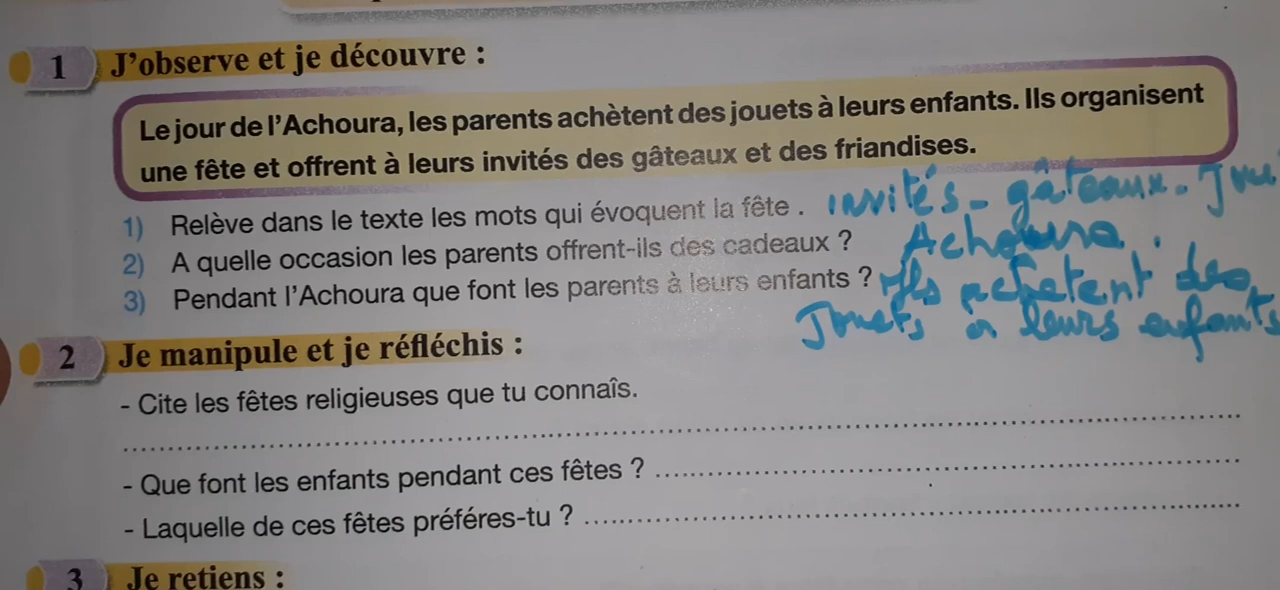 1 J'observe et je découvre :
Le jour de l'Achoura, les parents achètent des jouets à leurs enfants. Ils organisent
une fête et offrent à leurs invités des gâteaux et des friandises.
1) Relève dans le texte les mots qui évoquent la fête . invités - gâteaux - Jou
2) A quelle occasion les parents offrent-ils des cadeaux ? Achoura.
3) Pendant l'Achoura que font les parents à leurs enfants ? Ils achetent des
Jouets a leurs enfants
2 Je manipule et je réfléchis :
- Cite les fêtes religieuses que tu connaîs.
- Que font les enfants pendant ces fêtes ?
- Laquelle de ces fêtes préféres-tu ?
3 Je retiens :